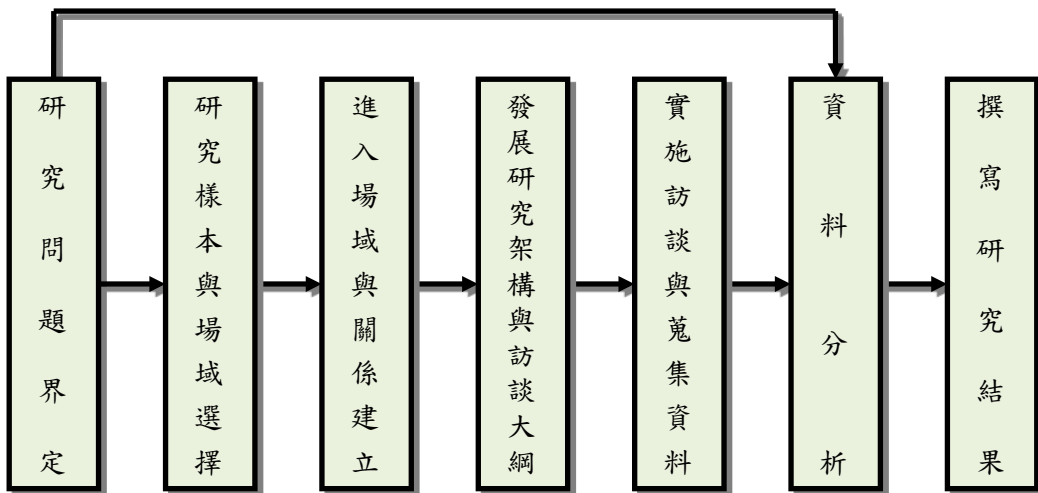 研究問題界定
研究樣本與場域選擇
進入場域與關係建立
發展研究架構與訪談大綱
實施訪談與蒐集資料
資料分析
撰寫研究結果